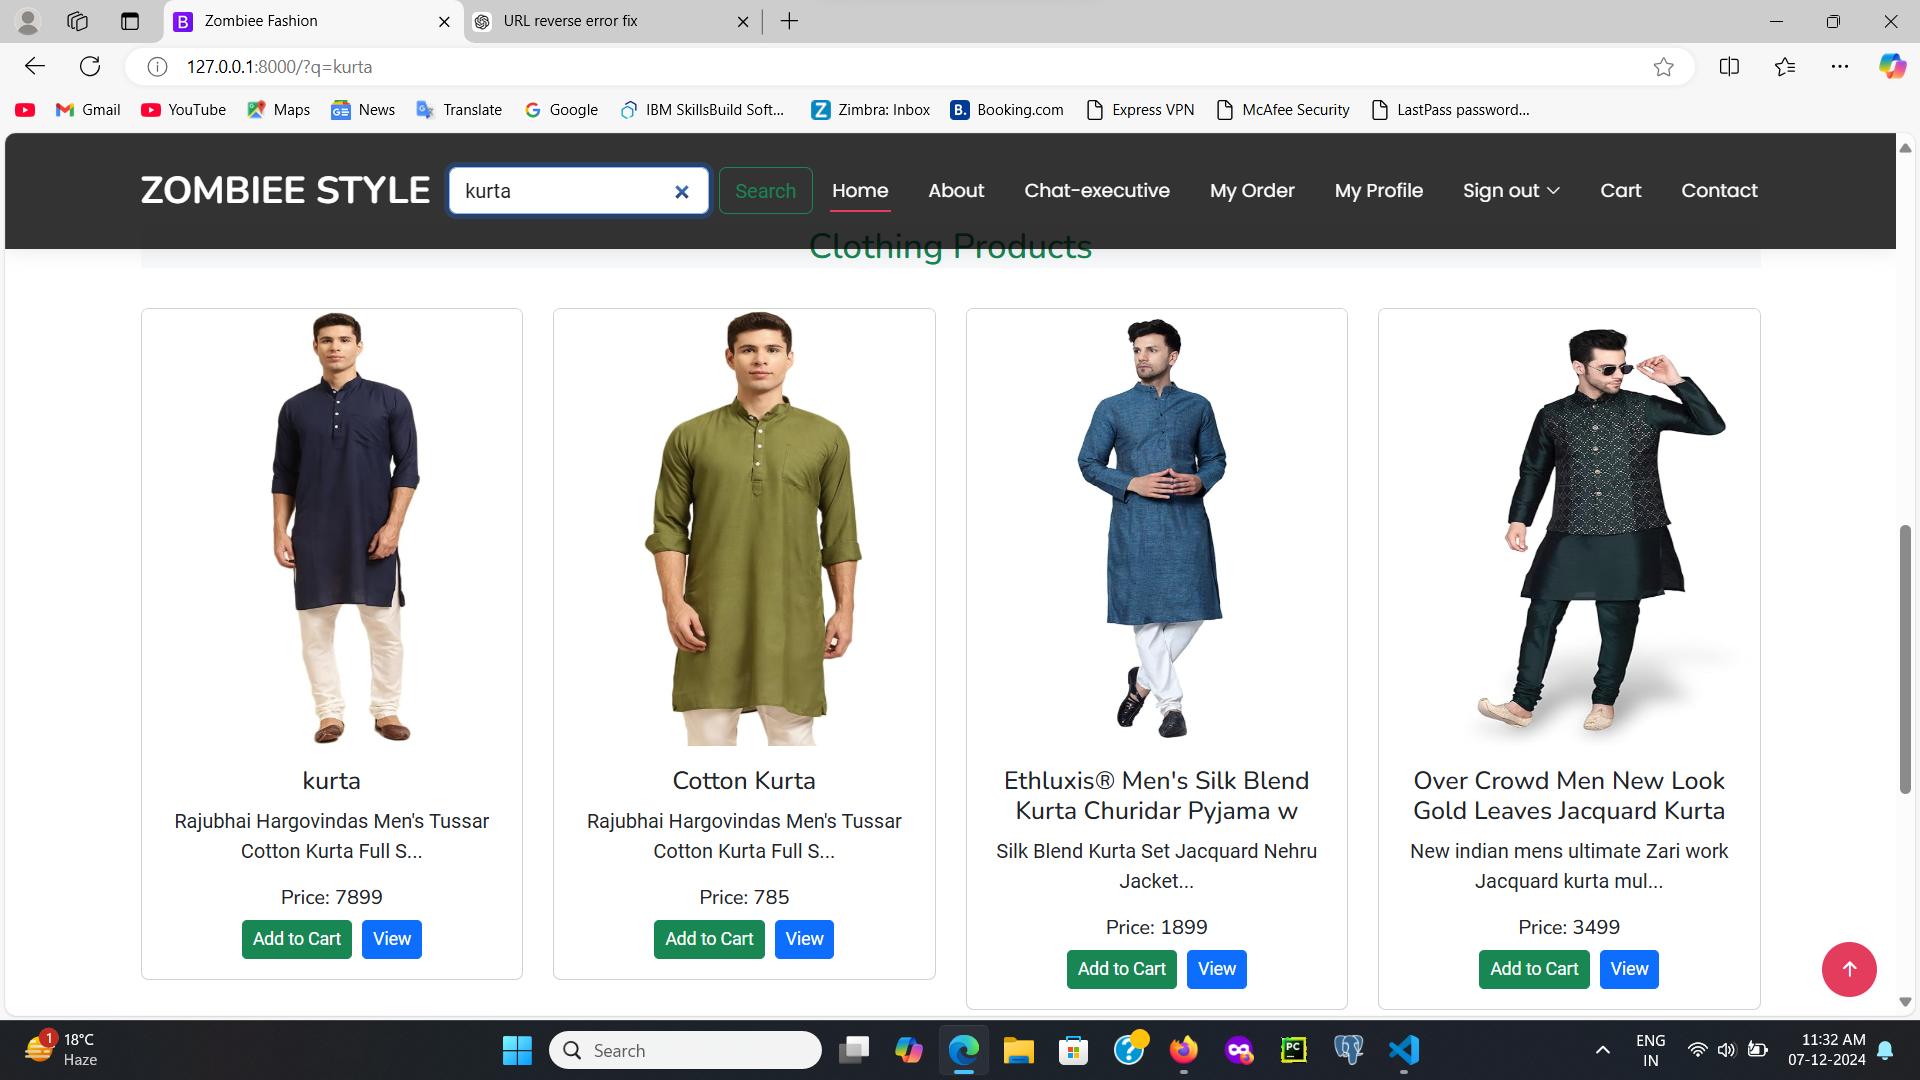 Zombiee Fashion
URL reverse error fix
127.0.0.1:8000/?q=kurta
Gmail
YouTube
Maps
News
Translate
Google
IBM SkillsBuild Soft...
Zimbra: Inbox
Booking.com
Express VPN
McAfee Security
LastPass password...
ZOMBIEE STYLE
kurta
Search
Home
About
Chat-executive
My Order
My Profile
Sign out
Cart
Contact
Clothing Products
kurta
Rajubhai Hargovindas Men's Tussar
Cotton Kurta Full S...
Price: 7899
Add to Cart
View
Cotton Kurta
Rajubhai Hargovindas Men's Tussar
Cotton Kurta Full S...
Price: 785
Add to Cart
View
Ethluxis® Men's Silk Blend
Kurta Churidar Pyjama w
Silk Blend Kurta Set Jacquard Nehru
Jacket...
Price: 1899
Add to Cart
View
Over Crowd Men New Look
Gold Leaves Jacquard Kurta
New indian mens ultimate Zari work
Jacquard kurta mul...
Price: 3499
Add to Cart
View
1
18°C
Haze
Search
ENG
IN
11:32 AM
07-12-2024